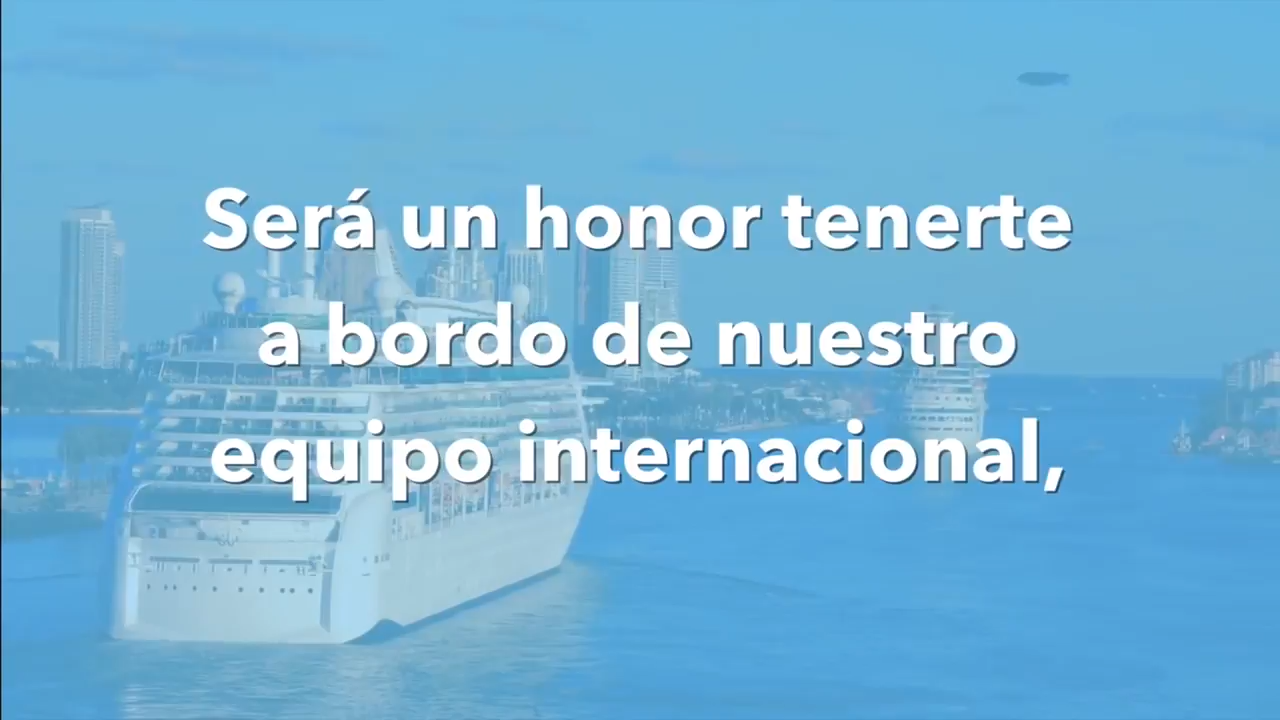 Será un honor tenerte
a bordo de nuestro
equipo internacional,